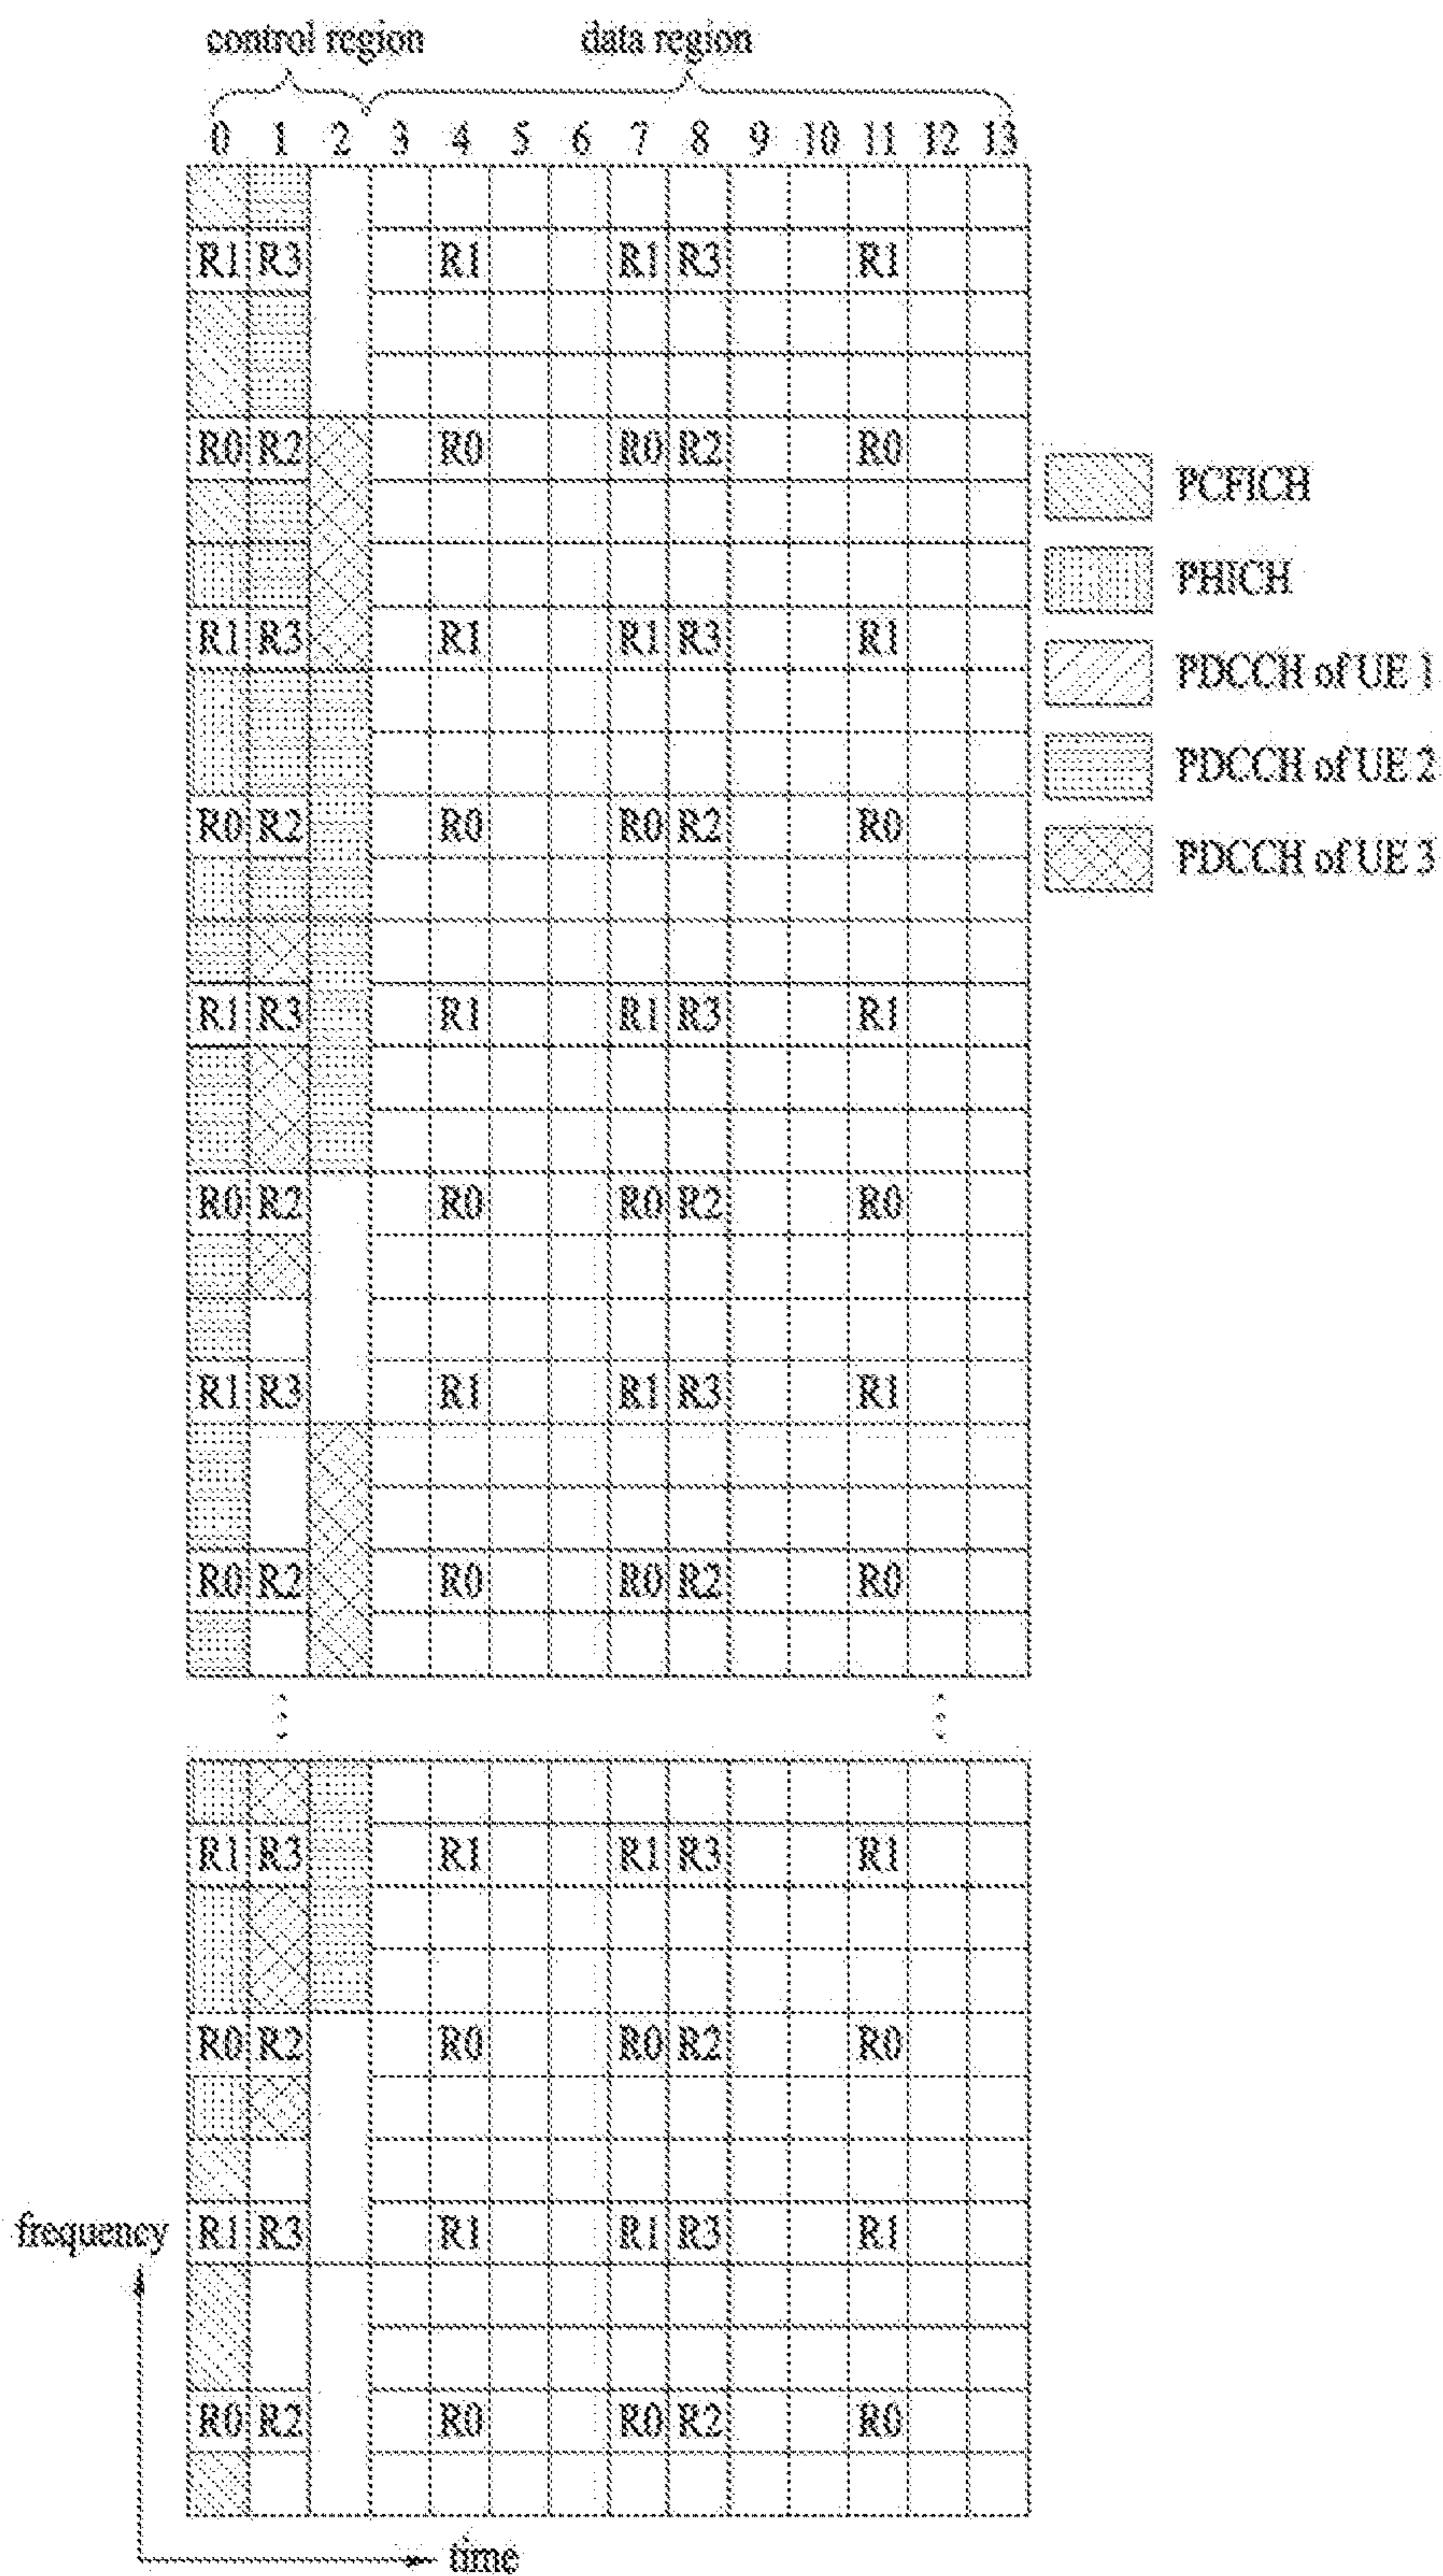 control region data region
0 1 2 3 4 5 6 7 8 9 10 11 12 13
R1 R3 R1 R1 R3 R1
R0 R2 R0 R0 R2 R0
PCFICH
PHICH
R1 R3 R1 R1 R3 R1
PDCCH of UE 1
PDCCH of UE 2
R0 R2 R0 R0 R2 R0
PDCCH of UE 3
R1 R3 R1 R1 R3 R1
R0 R2 R0 R0 R2 R0
R1 R3 R1 R1 R3 R1
R0 R2 R0 R0 R2 R0
R1 R3 R1 R1 R3 R1
R0 R2 R0 R0 R2 R0
frequency R1 R3 R1 R1 R3 R1
R0 R2 R0 R0 R2 R0
time